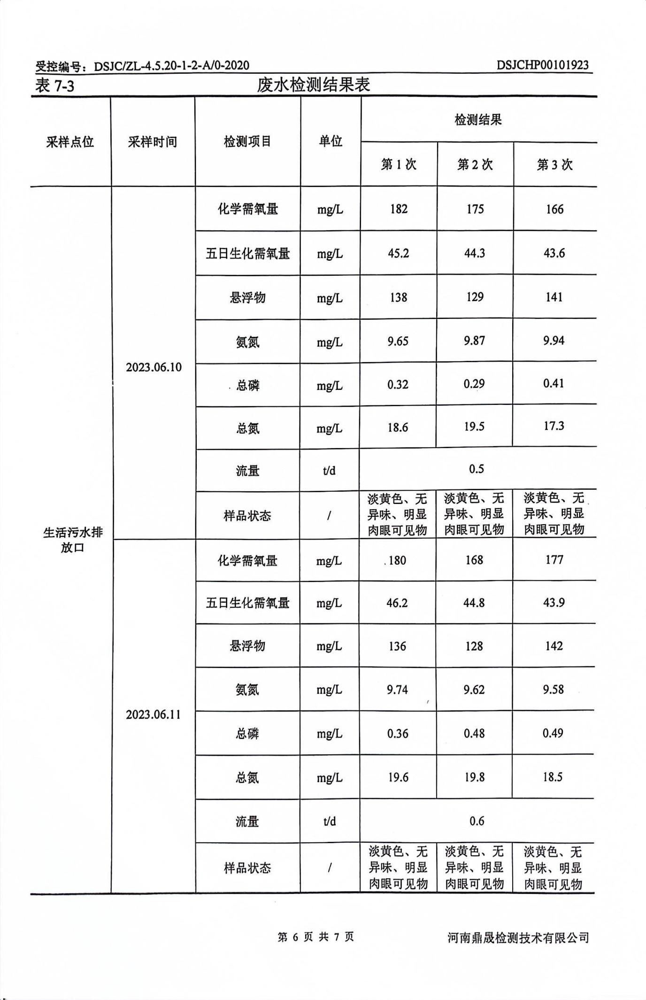 受控编号：DSJC/ZL-4.5.20-1-2-A/0-2020 DSJCHP00101923
表 7-3 废水检测结果表
采样点位 采样时间 检测项目 单位 检测结果
第 1 次 第 2 次 第 3 次
生活污水排
放口
2023.06.10
化学需氧量 mg/L 182 175 166
五日生化需氧量 mg/L 45.2 44.3 43.6
悬浮物 mg/L 138 129 141
氨氮 mg/L 9.65 9.87 9.94
总磷 mg/L 0.32 0.29 0.41
总氮 mg/L 18.6 19.5 17.3
流量 t/d 0.5
样品状态 /
淡黄色、无 淡黄色、无 淡黄色、无
异味、明显 异味、明显 异味、明显
肉眼可见物 肉眼可见物 肉眼可见物
2023.06.11
化学需氧量 mg/L 180 168 177
五日生化需氧量 mg/L 46.2 44.8 43.9
悬浮物 mg/L 136 128 142
氨氮 mg/L 9.74 9.62 9.58
总磷 mg/L 0.36 0.48 0.49
总氮 mg/L 19.6 19.8 18.5
流量 t/d 0.6
样品状态 /
淡黄色、无 淡黄色、无 淡黄色、无
异味、明显 异味、明显 异味、明显
肉眼可见物 肉眼可见物 肉眼可见物
第 6 页 共 7 页 河南鼎晟检测技术有限公司